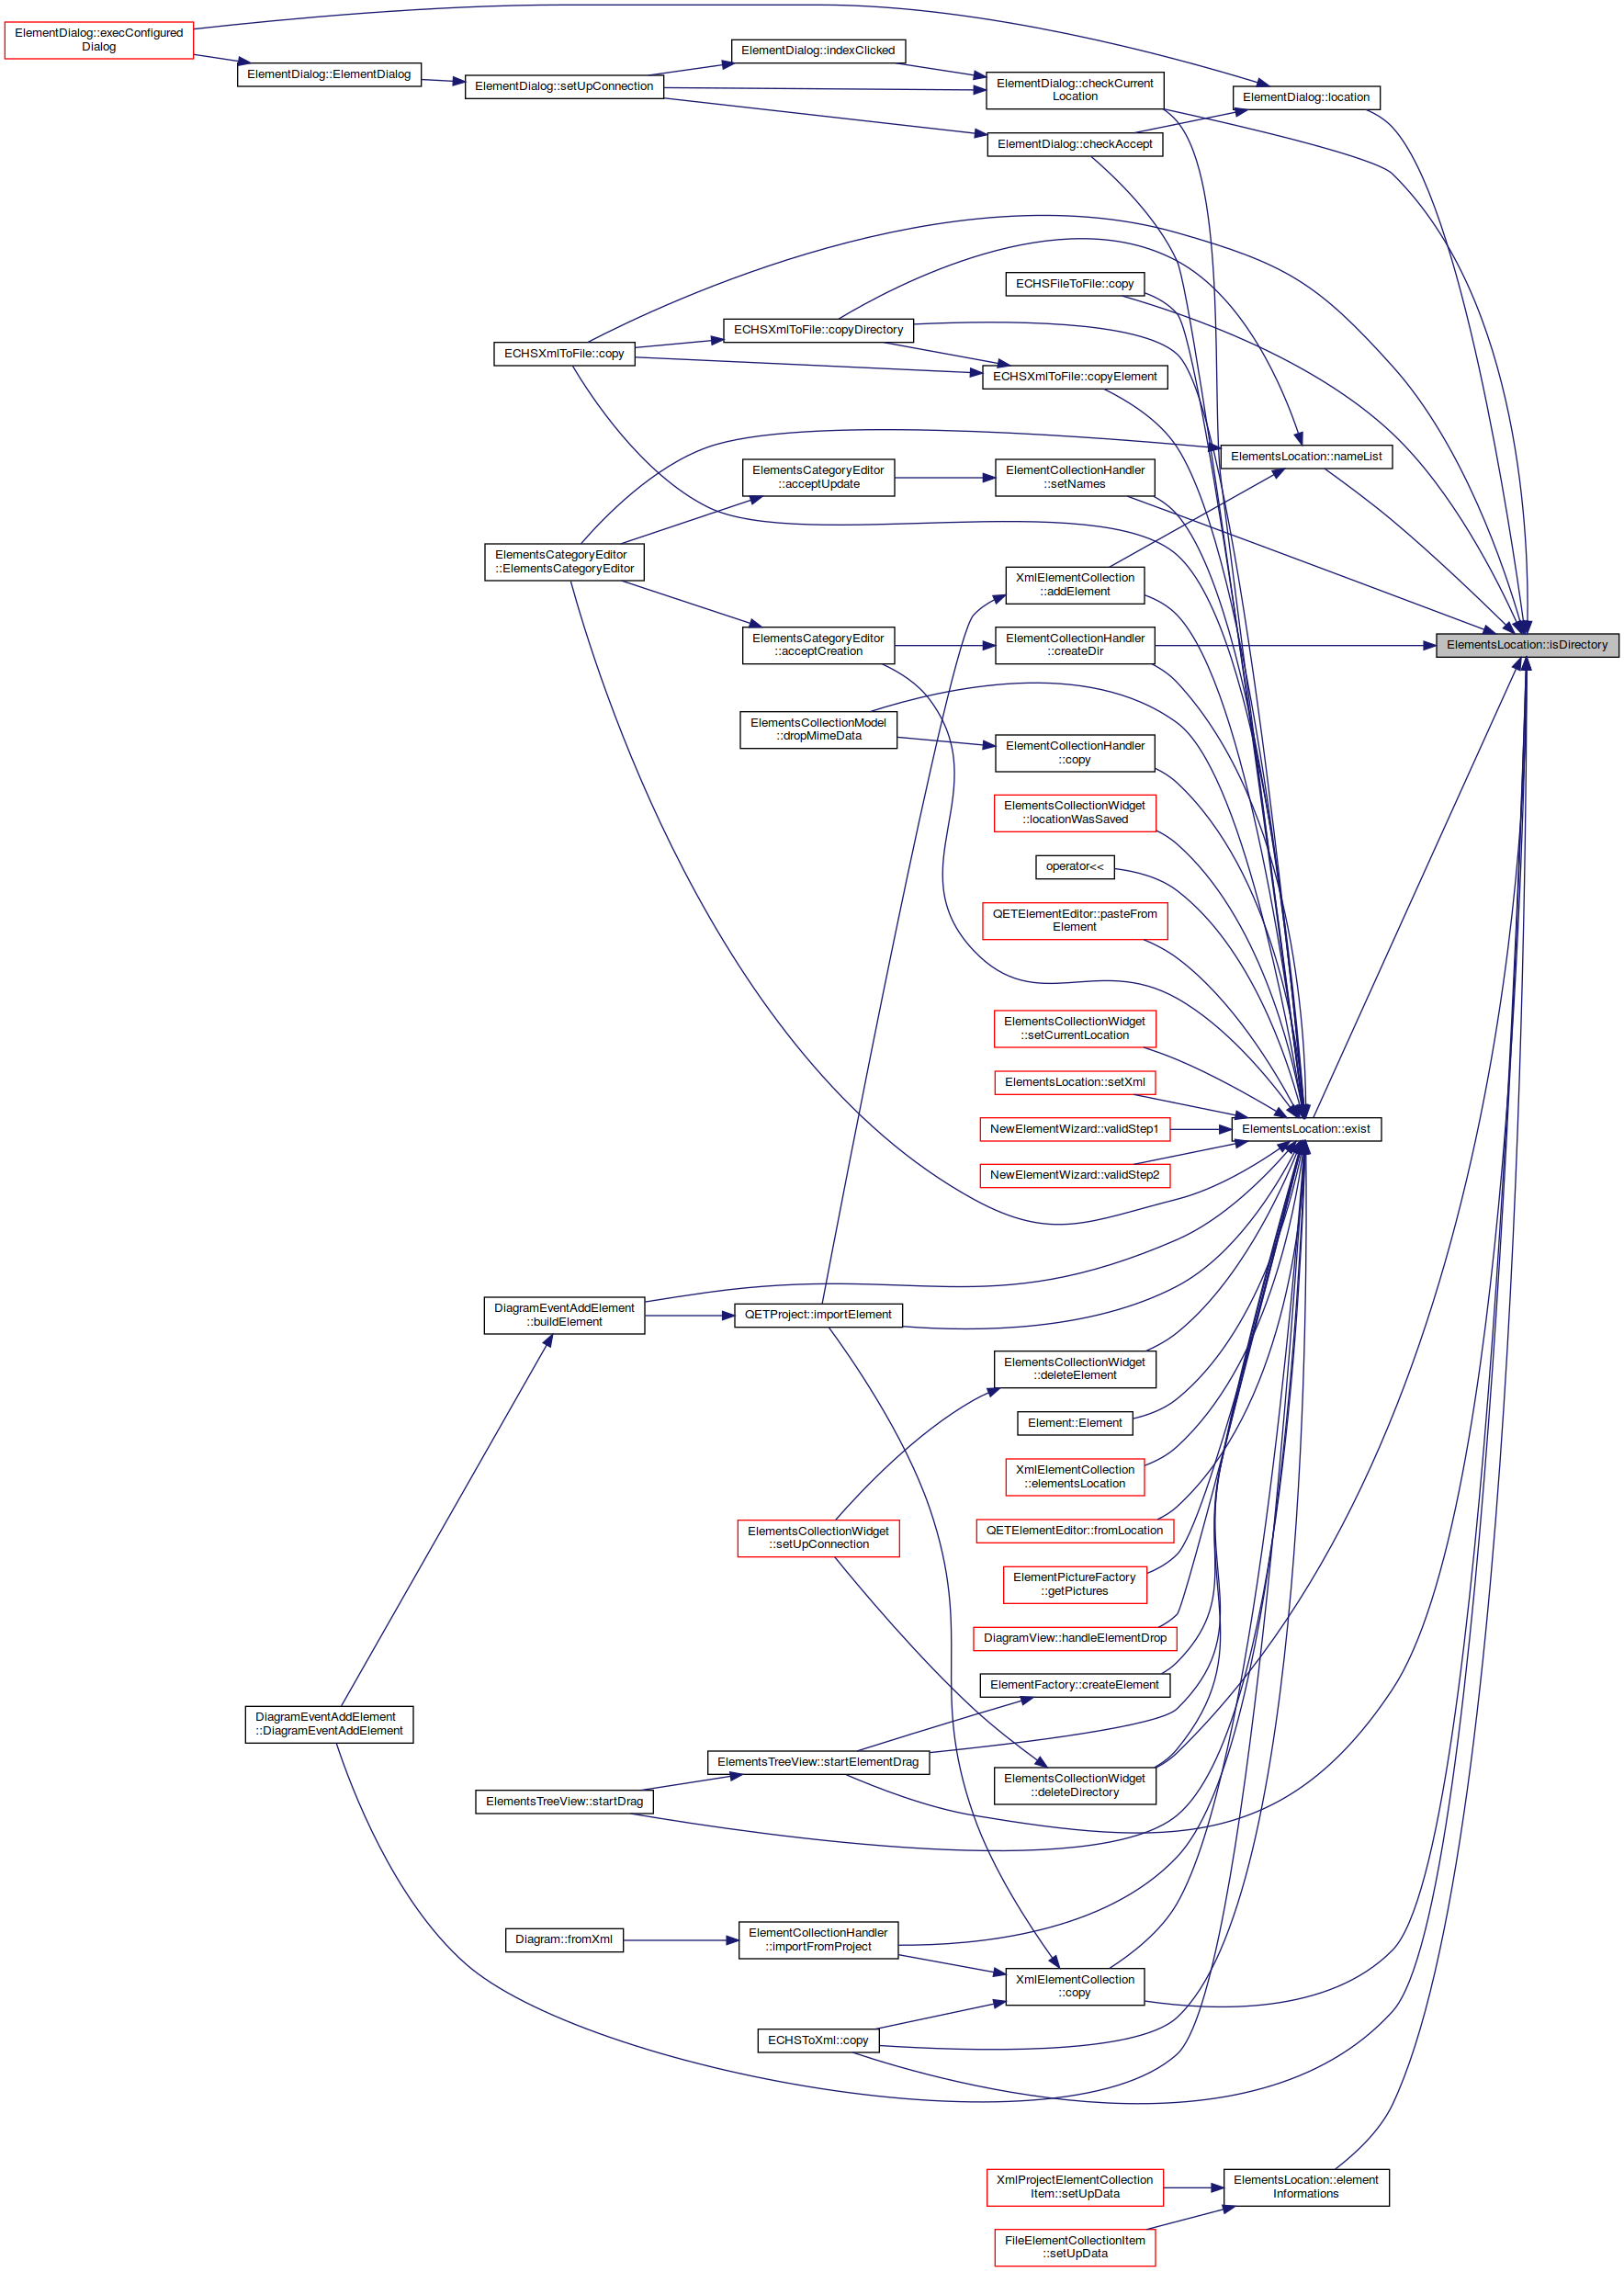 ElementDialog::execConfigured
Dialog
ElementDialog::ElementDialog
ElementDialog::setUpConnection
ElementDialog::indexClicked
ElementDialog::checkCurrent
Location
ElementDialog::location
ElementDialog::checkAccept
ECHSFileToFile::copy
ECHSXmlToFile::copyDirectory
ECHSXmlToFile::copy
ECHSXmlToFile::copyElement
ElementsLocation::nameList
ElementsCategoryEditor
::acceptUpdate
ElementCollectionHandler
::setNames
ElementsCategoryEditor
::ElementsCategoryEditor
XmlElementCollection
::addElement
ElementsCategoryEditor
::acceptCreation
ElementCollectionHandler
::createDir
ElementsLocation::isDirectory
ElementsCollectionModel
::dropMimeData
ElementCollectionHandler
::copy
ElementsCollectionWidget
::locationWasSaved
operator<<
QETElementEditor::pasteFrom
Element
ElementsCollectionWidget
::setCurrentLocation
ElementsLocation::setXml
NewElementWizard::validStep1
ElementsLocation::exist
NewElementWizard::validStep2
DiagramEventAddElement
::buildElement
QETProject::importElement
ElementsCollectionWidget
::deleteElement
Element::Element
XmlElementCollection
::elementsLocation
ElementsCollectionWidget
::setUpConnection
QETElementEditor::fromLocation
ElementPictureFactory
::getPictures
DiagramView::handleElementDrop
ElementFactory::createElement
DiagramEventAddElement
::DiagramEventAddElement
ElementsTreeView::startElementDrag
ElementsCollectionWidget
::deleteDirectory
ElementsTreeView::startDrag
Diagram::fromXml
ElementCollectionHandler
::importFromProject
XmlElementCollection
::copy
ECHSToXml::copy
XmlProjectElementCollection
Item::setUpData
ElementsLocation::element
Informations
FileElementCollectionItem
::setUpData